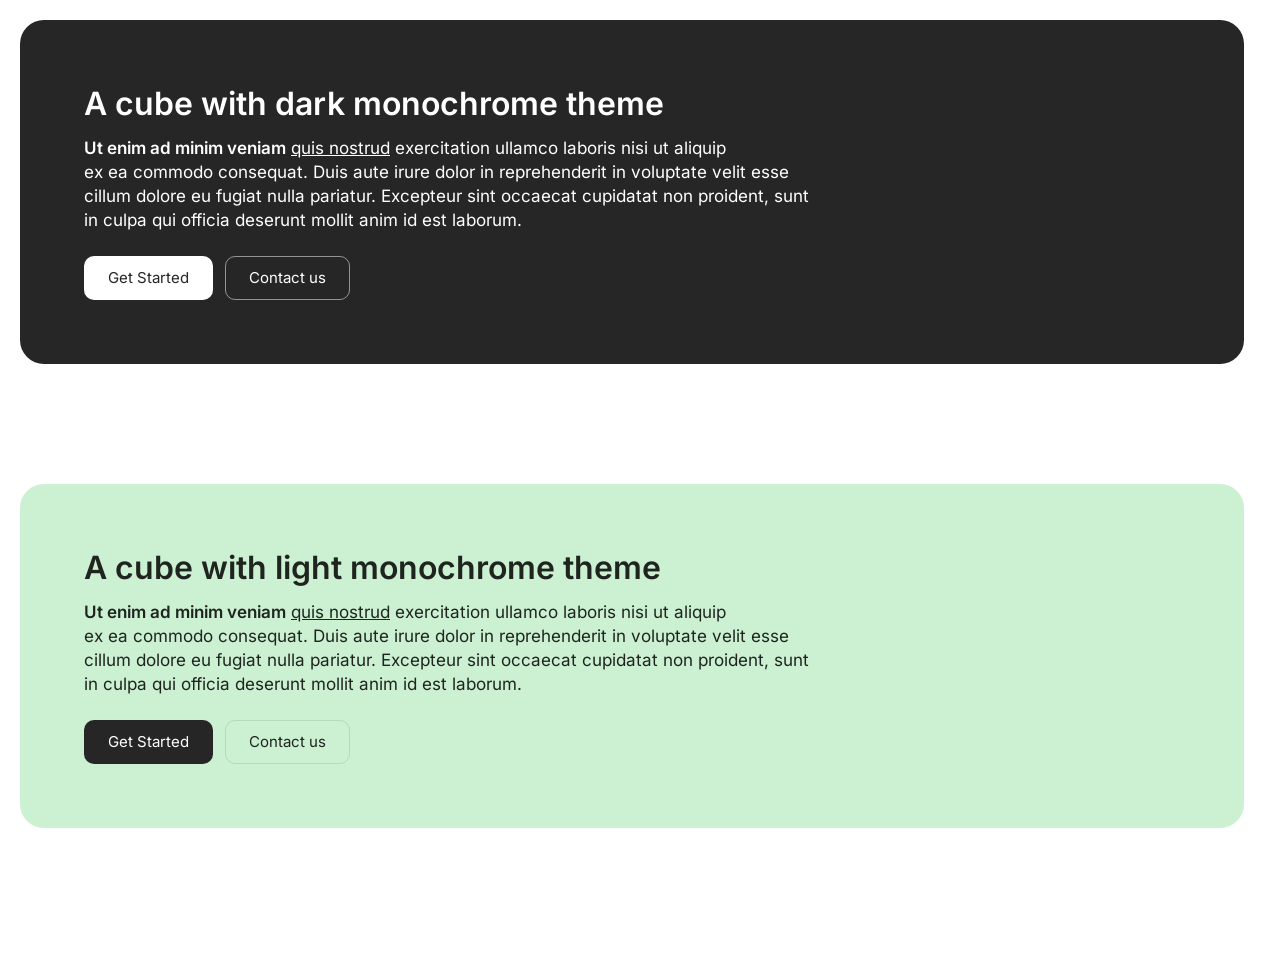 A cube with dark monochrome theme
Ut enim ad minim veniam quis nostrud exercitation ullamco laboris nisi ut aliquip
ex ea commodo consequat. Duis aute irure dolor in reprehenderit in voluptate velit esse
cillum dolore eu fugiat nulla pariatur. Excepteur sint occaecat cupidatat non proident, sunt
in culpa qui officia deserunt mollit anim id est laborum.
Get Started
Contact us
A cube with light monochrome theme
Ut enim ad minim veniam quis nostrud exercitation ullamco laboris nisi ut aliquip
ex ea commodo consequat. Duis aute irure dolor in reprehenderit in voluptate velit esse
cillum dolore eu fugiat nulla pariatur. Excepteur sint occaecat cupidatat non proident, sunt
in culpa qui officia deserunt mollit anim id est laborum.
Get Started
Contact us